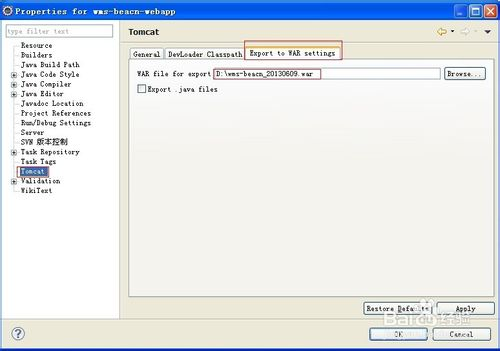 Properties for wms-beacn-webapp
type filter text
Resource
Builders
Java Build Path
Java Code Style
Java Compiler
Java Editor
Javadoc Location
Project References
Run/Debug Settings
Server
SVN 版本控制
Task Repository
Task Tags
Tomcat
Validation
WikiText
Tomcat
General DevLoader Classpath Export to WAR settings
WAR file for export D:\wms-beacn_20130609.war Browse...
Export .java files
Restore Defaults Apply
OK Cancel